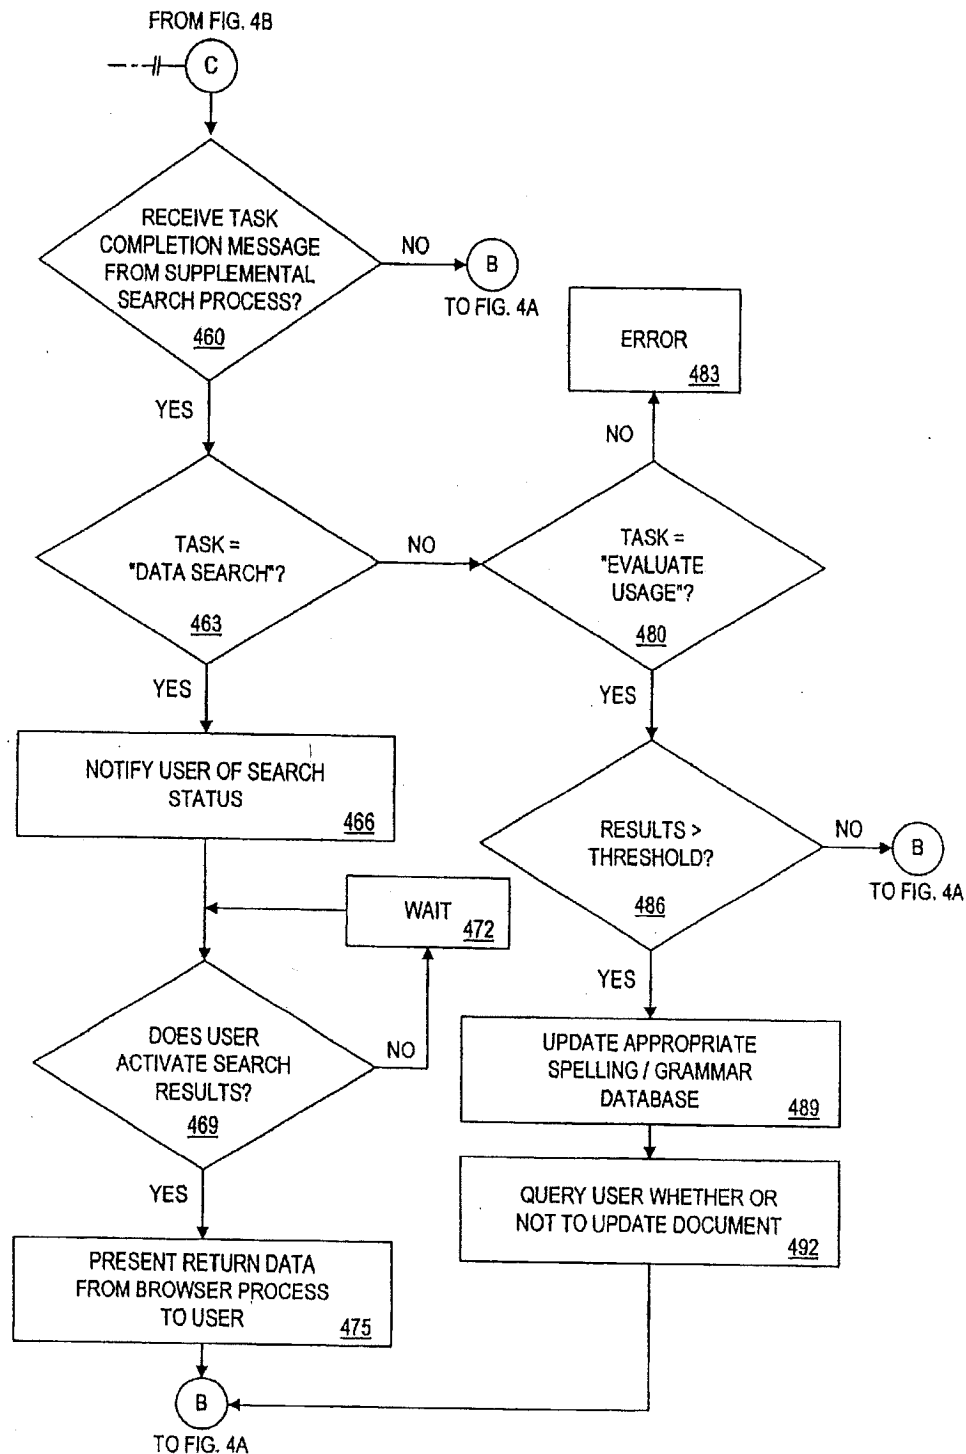 FROM FIG. 4B
C
RECEIVE TASK
COMPLETION MESSAGE
FROM SUPPLEMENTAL
SEARCH PROCESS?
460
NO
B
TO FIG. 4A
YES
TASK =
"DATA SEARCH"?
463
NO
TASK =
"EVALUATE
USAGE"?
480
NO
ERROR
483
YES
NOTIFY USER OF SEARCH
STATUS
466
WAIT
472
DOES USER
ACTIVATE SEARCH
RESULTS?
469
NO
YES
PRESENT RETURN DATA
FROM BROWSER PROCESS
TO USER
475
B
TO FIG. 4A
YES
RESULTS >
THRESHOLD?
486
NO
B
TO FIG. 4A
YES
UPDATE APPROPRIATE
SPELLING / GRAMMAR
DATABASE
489
QUERY USER WHETHER OR
NOT TO UPDATE DOCUMENT
492